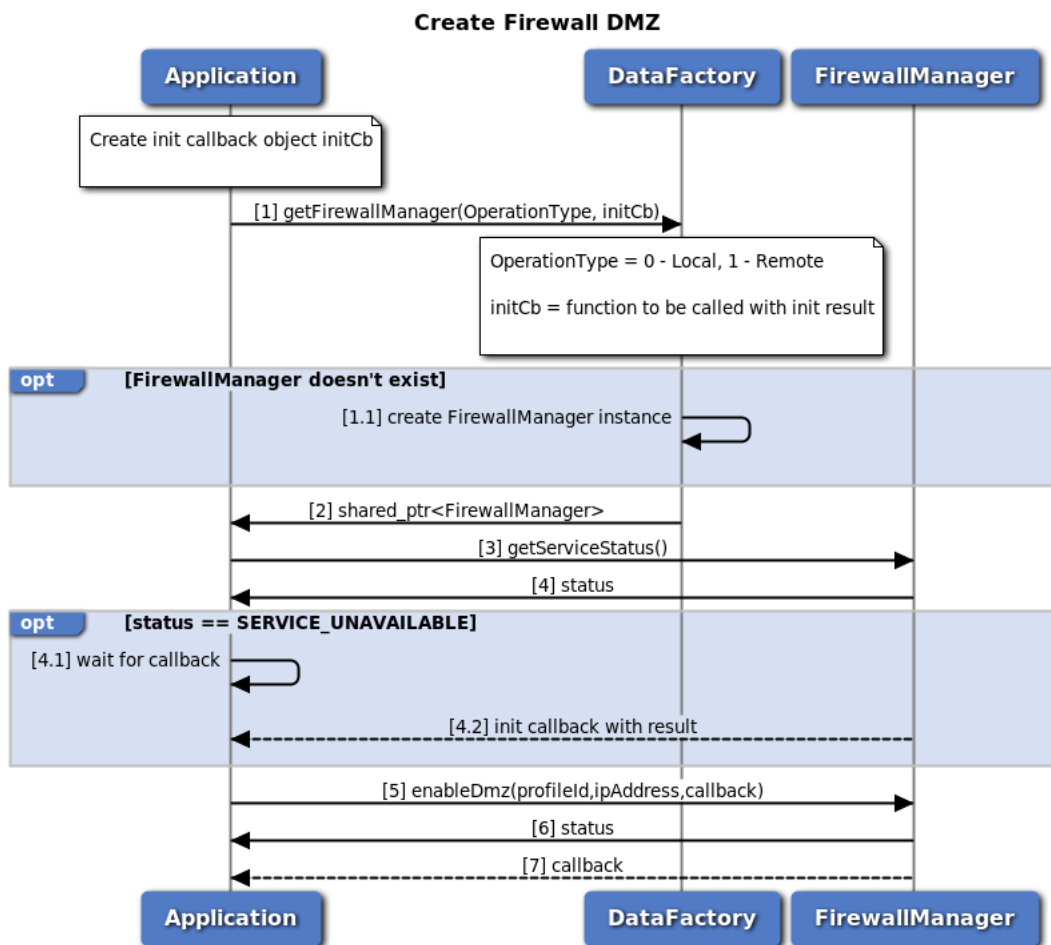 Create Firewall DMZ
Application
DataFactory
FirewallManager
Create init callback object initCb
[1] getFirewallManager(OperationType, initCb)
OperationType = 0 - Local, 1 - Remote
initCb = function to be called with init result
opt
[FirewallManager doesn't exist]
[1.1] create FirewallManager instance
[2] shared_ptr<FirewallManager>
[3] getServiceStatus()
[4] status
opt
[status == SERVICE_UNAVAILABLE]
[4.1] wait for callback
[4.2] init callback with result
[5] enableDmz(profileId,ipAddress,callback)
[6] status
[7] callback
Application
DataFactory
FirewallManager